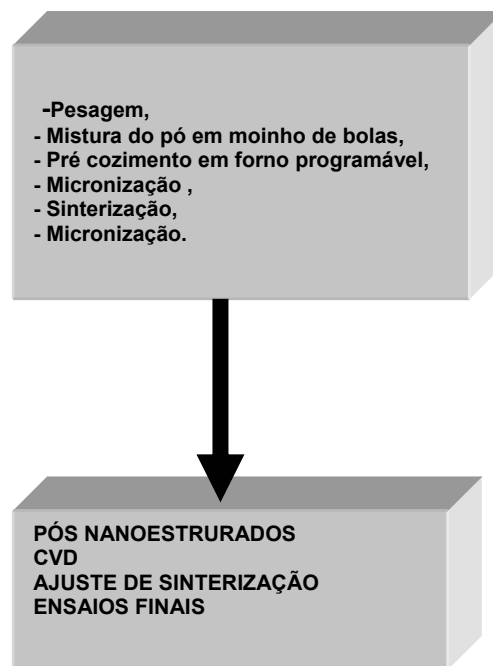 -Pesagem,
- Mistura do pó em moinho de bolas,
- Pré cozimento em forno programável,
- Micronização ,
- Sinterização,
- Micronização.
PÓS NANOESTRURADOS
CVD
AJUSTE DE SINTERIZAÇÃO
ENSAIOS FINAIS